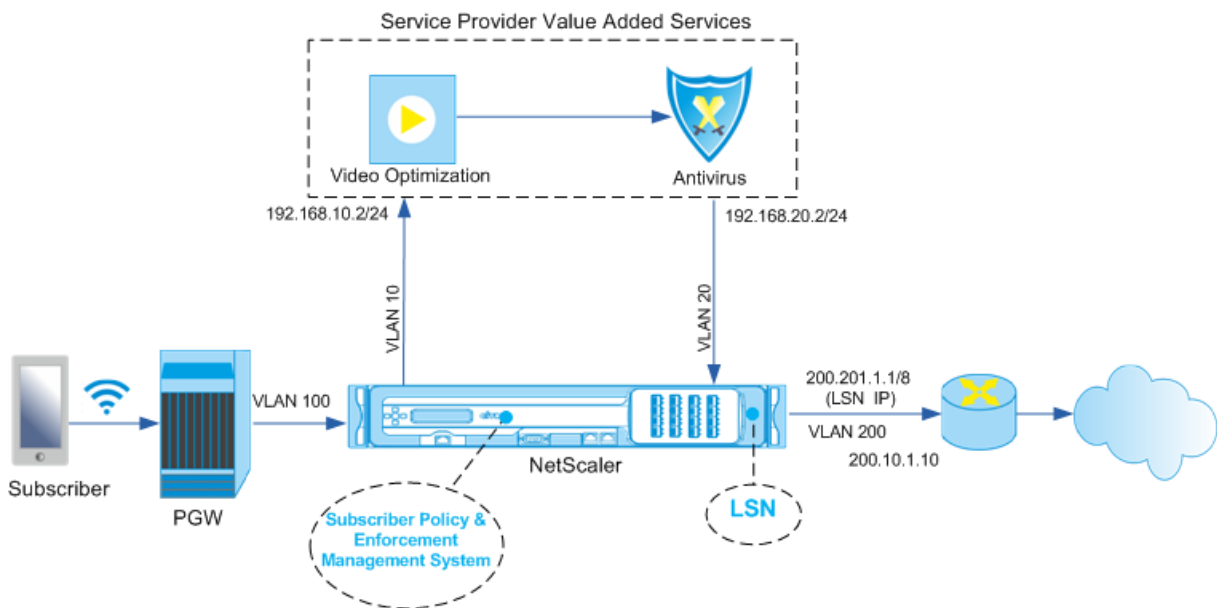 Service Provider Value Added Services
Video Optimization
Antivirus
192.168.10.2/24
192.168.20.2/24
VLAN 10
VLAN 20
VLAN 100
200.201.1.1/8
(LSN IP)
VLAN 200
200.10.1.10
NetScaler
Subscriber
PGW
Subscriber Policy &
Enforcement
Management System
LSN